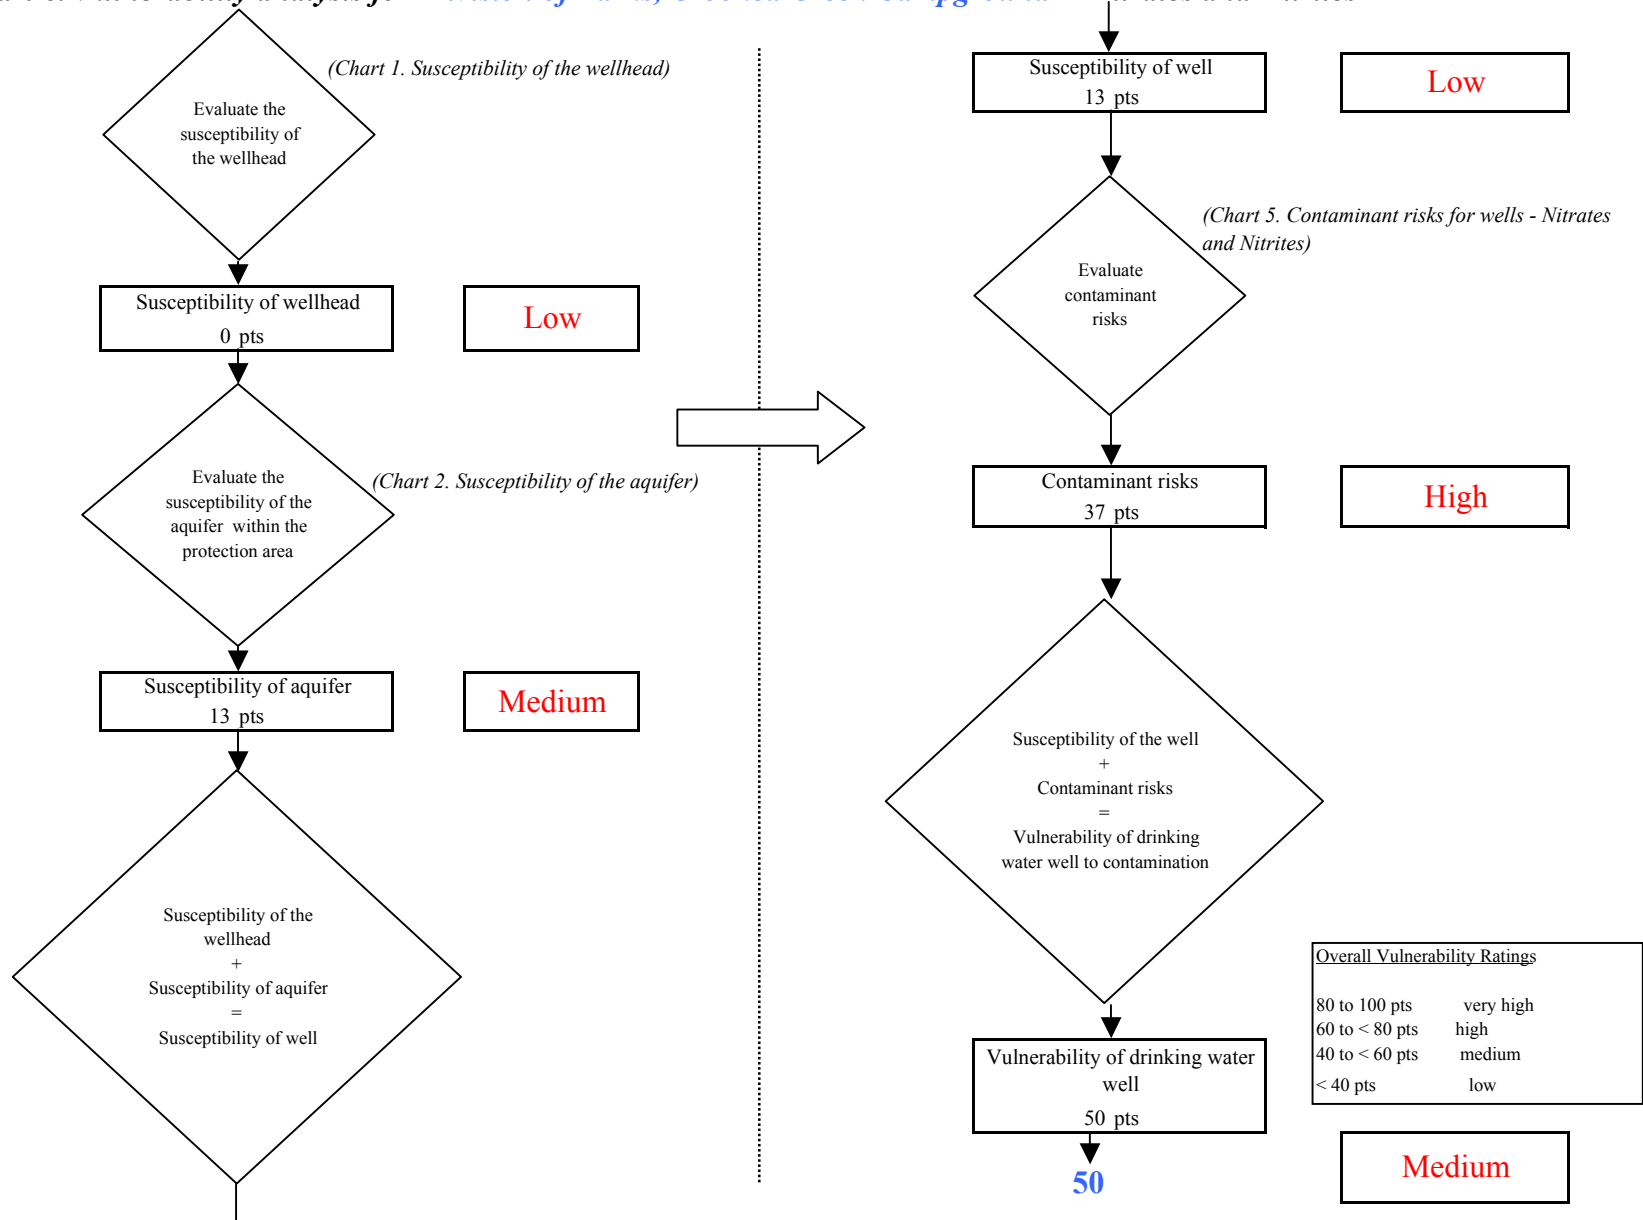 (Chart 1. Susceptibility of the wellhead)
Evaluate the
susceptibility of
the wellhead
Susceptibility of wellhead
0 pts
Low
Evaluate the
susceptibility of the
aquifer within the
protection area
(Chart 2. Susceptibility of the aquifer)
Susceptibility of aquifer
13 pts
Medium
Susceptibility of the
wellhead
+
Susceptibility of aquifer
=
Susceptibility of well
Susceptibility of well
13 pts
Low
(Chart 5. Contaminant risks for wells - Nitrates
and Nitrites)
Evaluate
contaminant
risks
Contaminant risks
37 pts
High
Susceptibility of the well
+
Contaminant risks
=
Vulnerability of drinking
water well to contamination
Overall Vulnerability Ratings
80 to 100 pts very high
60 to < 80 pts high
40 to < 60 pts medium
< 40 pts low
Vulnerability of drinking water
well
50 pts
50
Medium